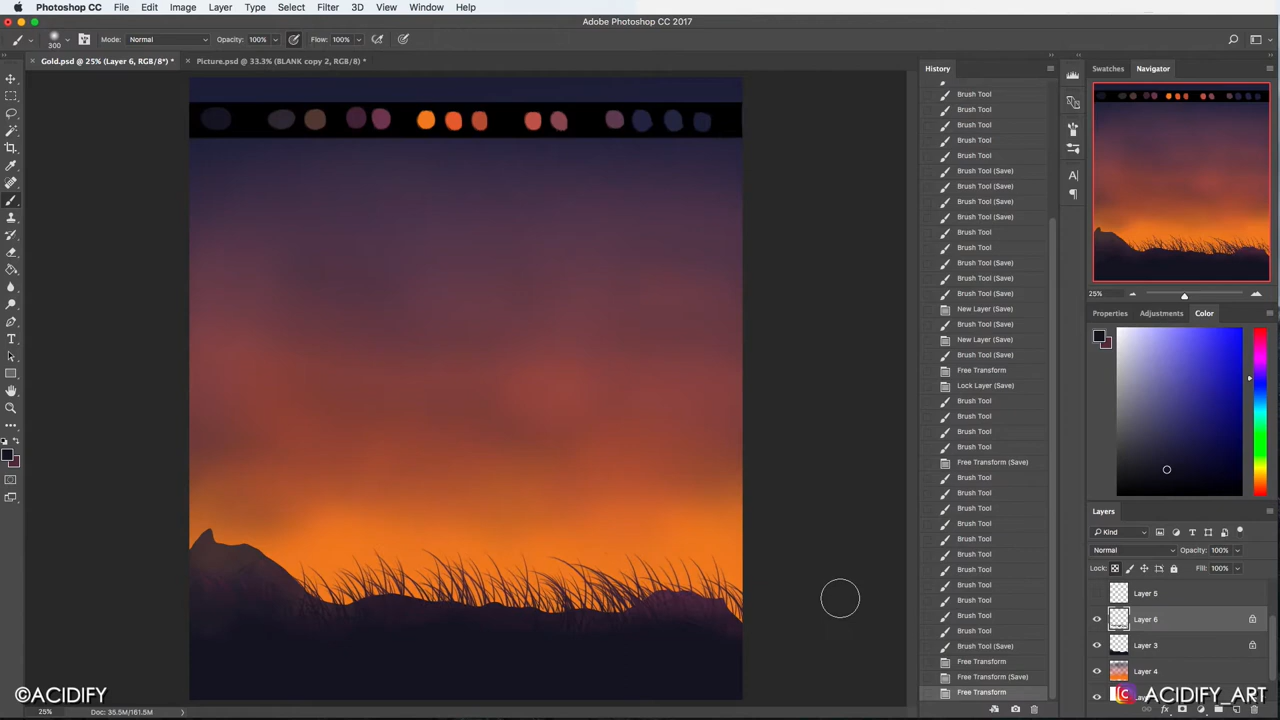 Photoshop CC File Edit Image Layer Type Select Filter 3D View Window Help
Adobe Photoshop CC 2017
300 Mode: Normal Opacity: 100% Flow: 100%
Gold.psd @ 25% (Layer 6, RGB/8*) * Picture.psd @ 33.3% (BLANK copy 2, RGB/8) *
History
Brush Tool
Brush Tool
Brush Tool
Brush Tool
Brush Tool
Brush Tool (Save)
Brush Tool (Save)
Brush Tool (Save)
Brush Tool (Save)
Brush Tool
Brush Tool
Brush Tool (Save)
Brush Tool (Save)
Brush Tool (Save)
New Layer (Save)
Brush Tool (Save)
New Layer (Save)
Brush Tool (Save)
Free Transform
Lock Layer (Save)
Brush Tool
Brush Tool
Brush Tool
Brush Tool
Free Transform (Save)
Brush Tool
Brush Tool
Brush Tool
Brush Tool
Brush Tool
Brush Tool
Brush Tool
Brush Tool
Brush Tool
Brush Tool
Brush Tool
Brush Tool (Save)
Free Transform
Free Transform (Save)
Free Transform
Swatches Navigator
25%
Properties Adjustments Color
Layers
Kind
Normal Opacity: 100%
Lock: Fill: 100%
Layer 5
Layer 6
Layer 3
Layer 4
©ACIDIFY
ACIDIFY_ART
25% Doc: 35.5M/161.5M